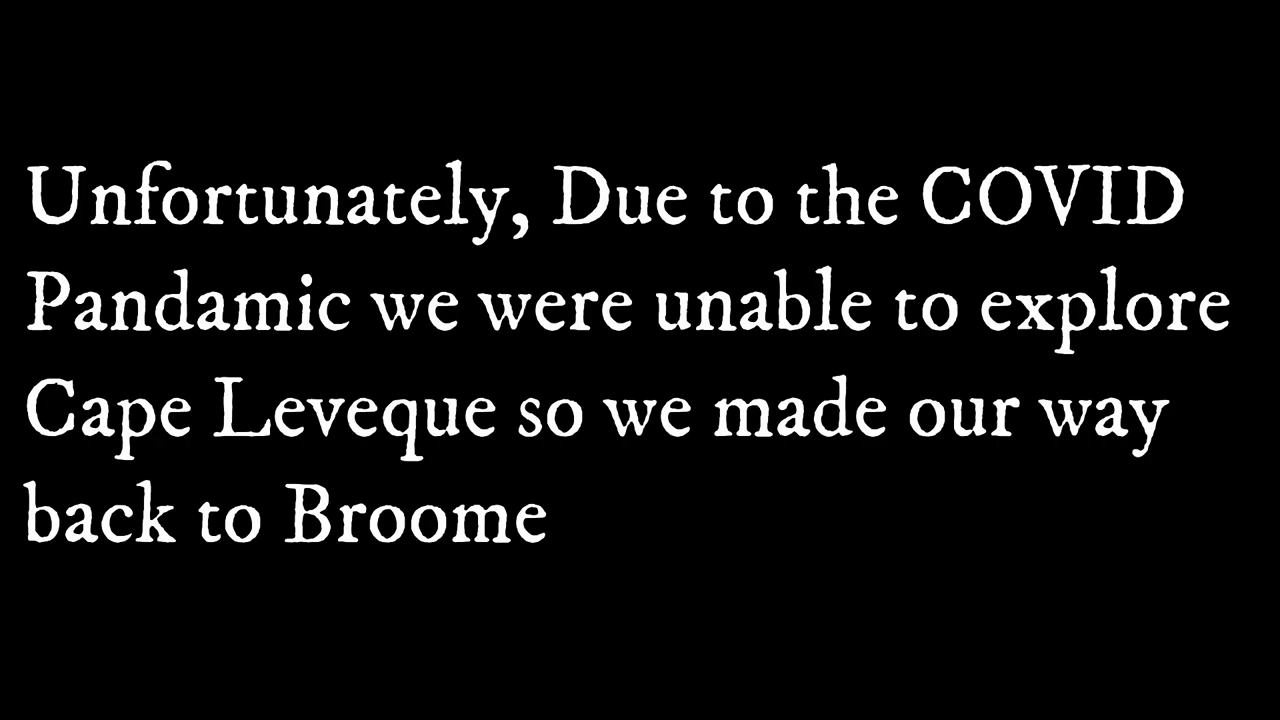 Unfortunately, Due to the COVID
Pandamic we were unable to explore
Cape Leveque so we made our way
back to Broome